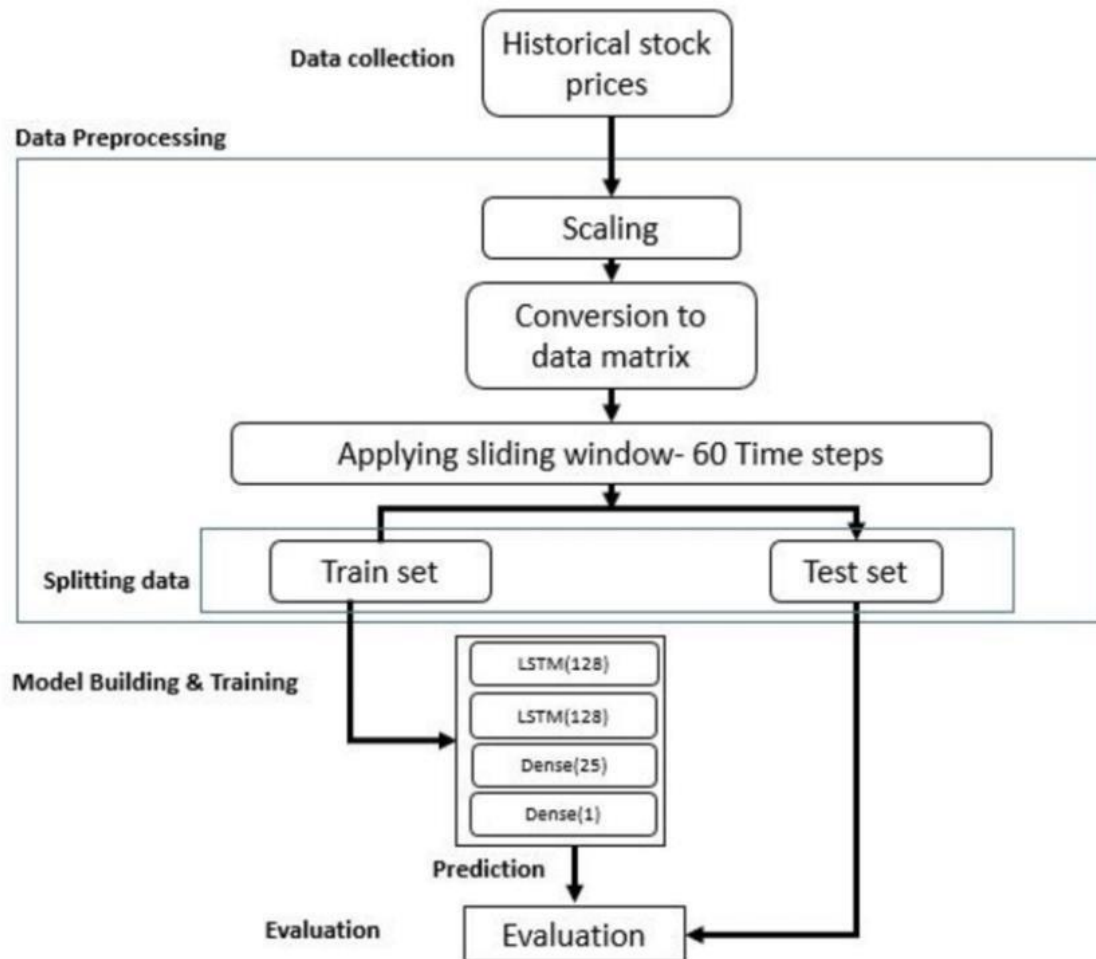 Data collection
Historical stock
prices
Data Preprocessing
Scaling
Conversion to
data matrix
Applying sliding window- 60 Time steps
Splitting data
Train set
Test set
Model Building & Training
LSTM(128)
LSTM(128)
Dense(25)
Dense(1)
Prediction
Evaluation
Evaluation